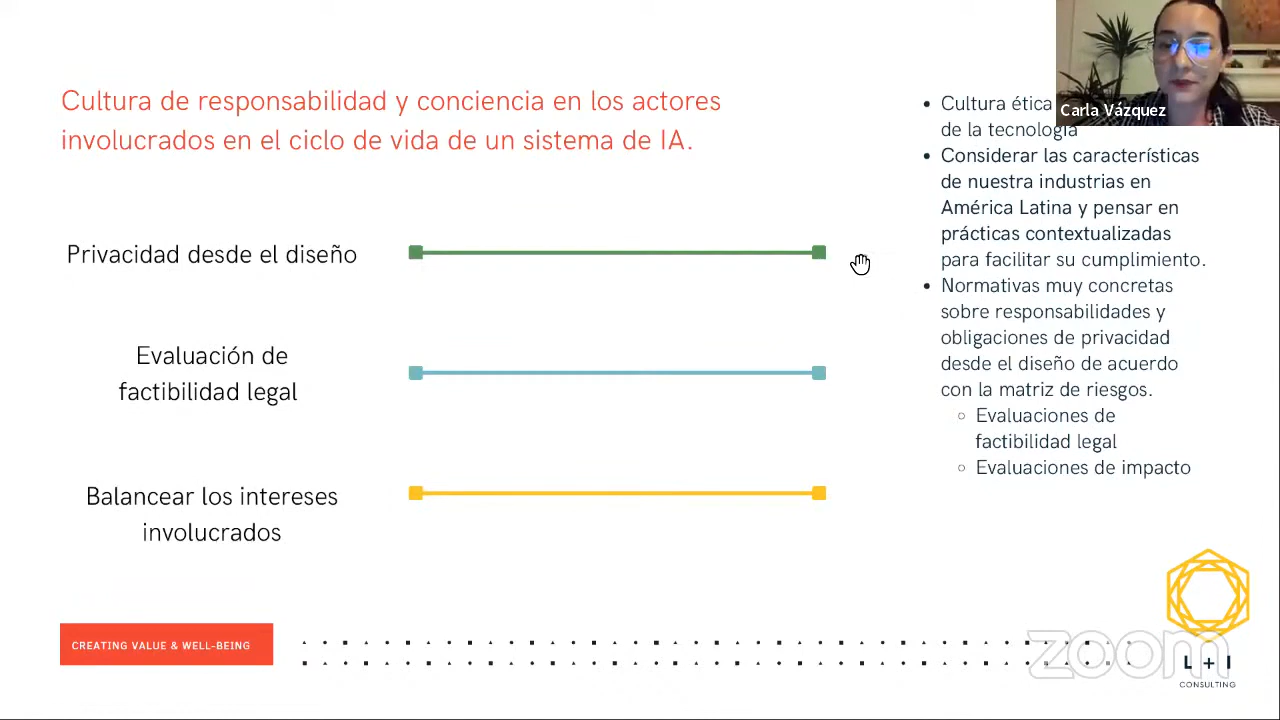 Cultura de responsabilidad y conciencia en los actores
involucrados en el ciclo de vida de un sistema de IA.
Privacidad desde el diseño
Evaluación de
factibilidad legal
Balancear los intereses
involucrados
Carla Vázquez
Cultura ética
de la tecnología
Considerar las características
de nuestra industrias en
América Latina y pensar en
prácticas contextualizadas
para facilitar su cumplimiento.
Normativas muy concretas
sobre responsabilidades y
obligaciones de privacidad
desde el diseño de acuerdo
con la matriz de riesgos.
Evaluaciones de
factibilidad legal
Evaluaciones de impacto
CREATING VALUE & WELL-BEING
zoom
L + I
CONSULTING